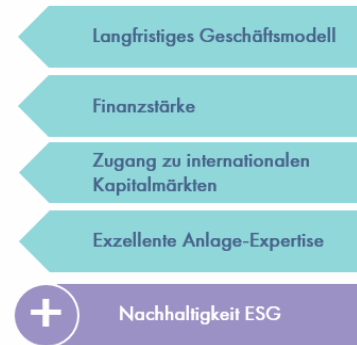 Langfristiges Geschäftsmodell
Finanzstärke
Zugang zu internationalen
Kapitalmärkten
Exzellente Anlage-Expertise
+ Nachhaltigkeit ESG